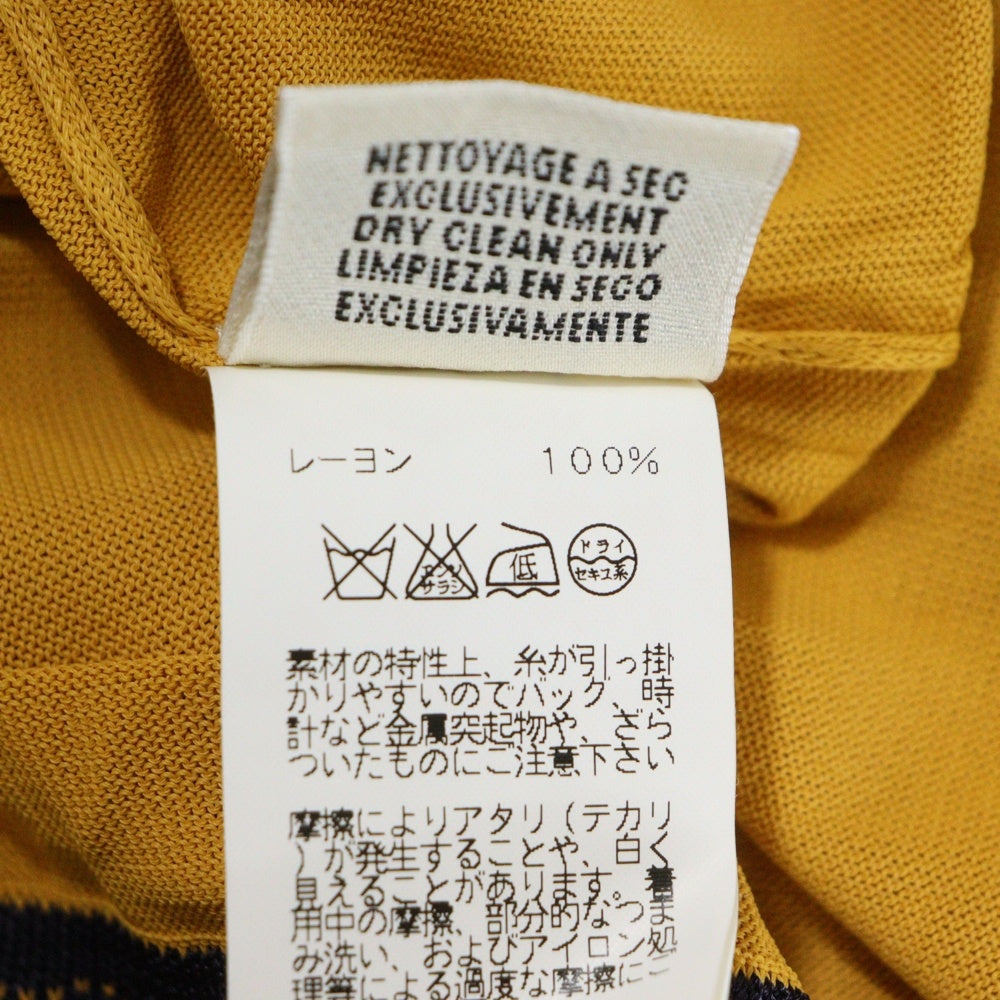 NETTOYAGE A SEC
EXCLUSIVEMENT
DRY CLEAN ONLY
LIMPIEZA EN SECO
EXCLUSIVAMENTE
レーヨン 100%
エンソ
サラシ
低
ドライ
セキユ系
素材の特性上、糸が引っ掛
かりやすいのでバック、時
計など金属突起物や、ざら
ついたものにご注意下さい
摩擦によりアタリ(テカリ
)が発生することや、白く
見えることがあります。着
用中の摩擦、部分的なつま
み洗い、およびアイロン処
理等による過度な摩擦にご